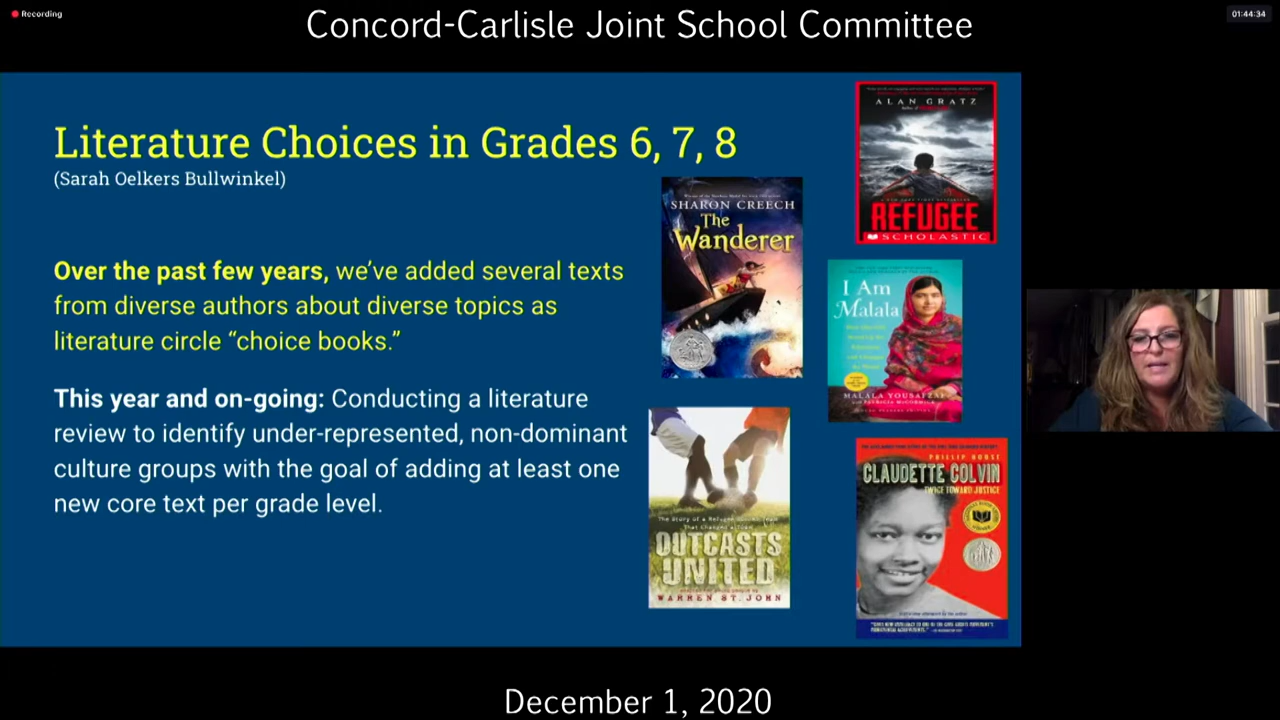 Recording
Concord-Carlisle Joint School Committee
01:44:34
Literature Choices in Grades 6, 7, 8
(Sarah Oelkers Bullwinkel)
Over the past few years, we've added several texts
from diverse authors about diverse topics as
literature circle “choice books.”
This year and on-going: Conducting a literature
review to identify under-represented, non-dominant
culture groups with the goal of adding at least one
new core text per grade level.
ALAN GRATZ
REFUGEE
SCHOLASTIC
SHARON CREECH
The
Wanderer
I Am
Malala
MALALA YOUSAFZAI
WITH PATRICIA McCORMICK
The Story of a Refugee Soccer Team
That Changed a Town
OUTCASTS
UNITED
WARREN ST. JOHN
PHILLIP HOOSE
CLAUDETTE COLVIN
TWICE TOWARD JUSTICE
December 1, 2020